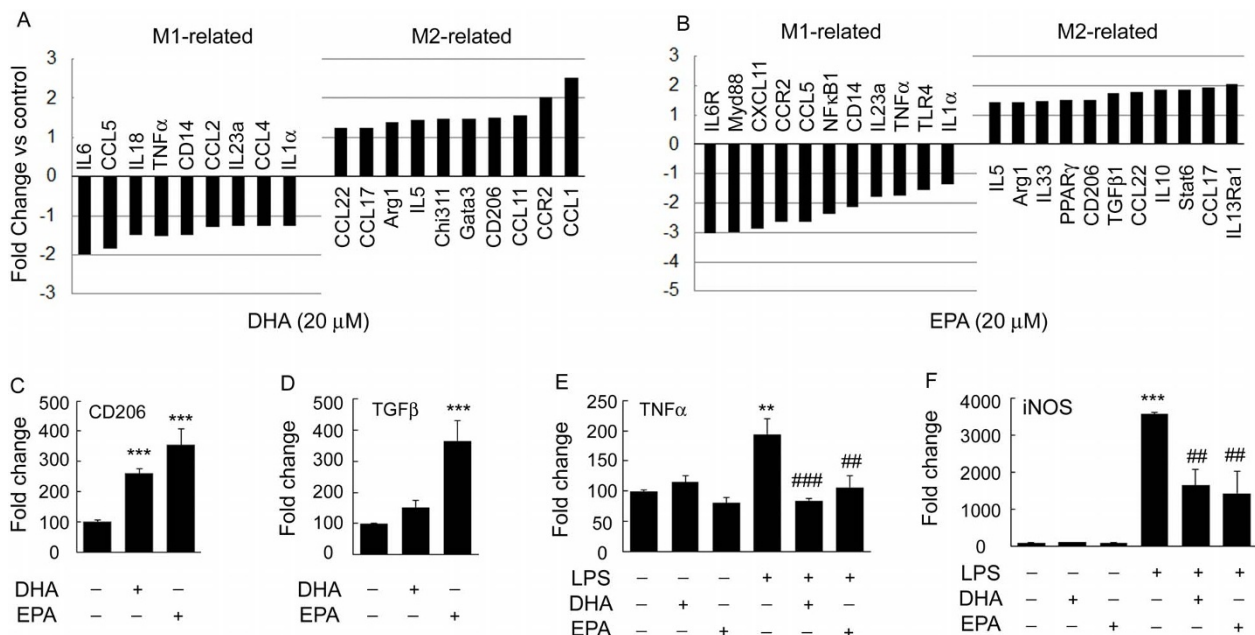 A
M1-related
M2-related
Fold Change vs control
3
2
1
0
-1
-2
-3
IL6
CCL5
IL18
TNFα
CD14
CCL2
IL23a
CCL4
IL1α
CCL22
CCL17
Arg1
IL5
Chi311
Gata3
CD206
CCL11
CCR2
CCL1
DHA (20 μM)
B
M1-related
M2-related
3
2
1
0
-1
-2
-3
-4
-5
IL6R
Myd88
CXCL11
CCR2
CCL5
NFκB1
CD14
IL23a
TNFα
TLR4
IL1α
IL5
Arg1
IL33
PPARγ
CD206
TGFβ1
CCL22
IL10
Stat6
CCL17
IL13Ra1
EPA (20 μM)
C
CD206
Fold change
500
400
300
200
100
0
*** ***
DHA – + –
EPA – – +
D
TGFβ
Fold change
500
400
300
200
100
0
***
DHA – + –
EPA – – +
E
TNFα
Fold change
250
200
150
100
50
0
** ### ##
LPS – – – + + +
DHA – + – – + –
EPA – – + – – +
F
iNOS
Fold change
4000
3000
2000
1000
0
*** ## ##
LPS – – – + + +
DHA – + – – + –
EPA – – + – – +